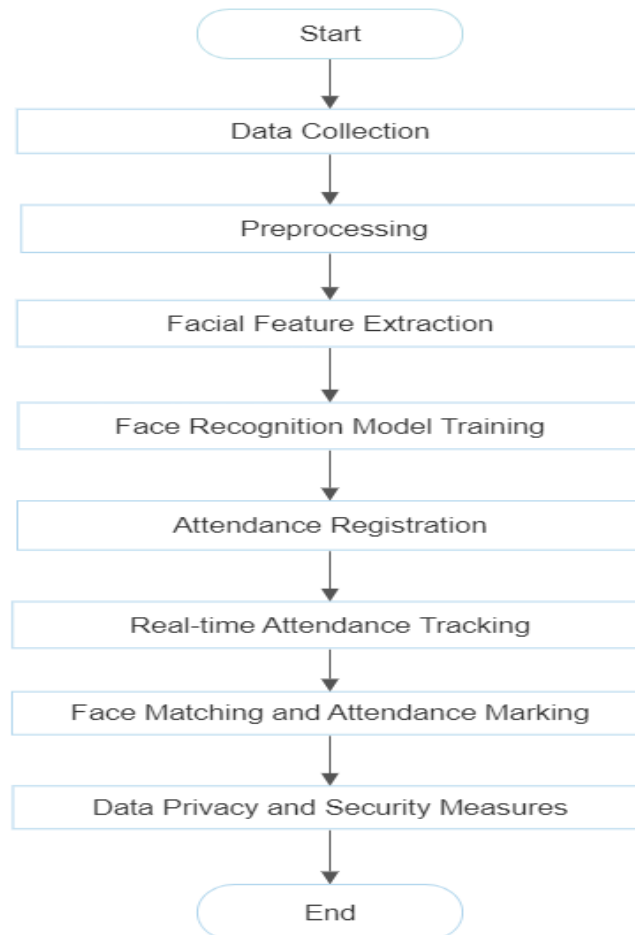 Start
Data Collection
Preprocessing
Facial Feature Extraction
Face Recognition Model Training
Attendance Registration
Real-time Attendance Tracking
Face Matching and Attendance Marking
Data Privacy and Security Measures
End